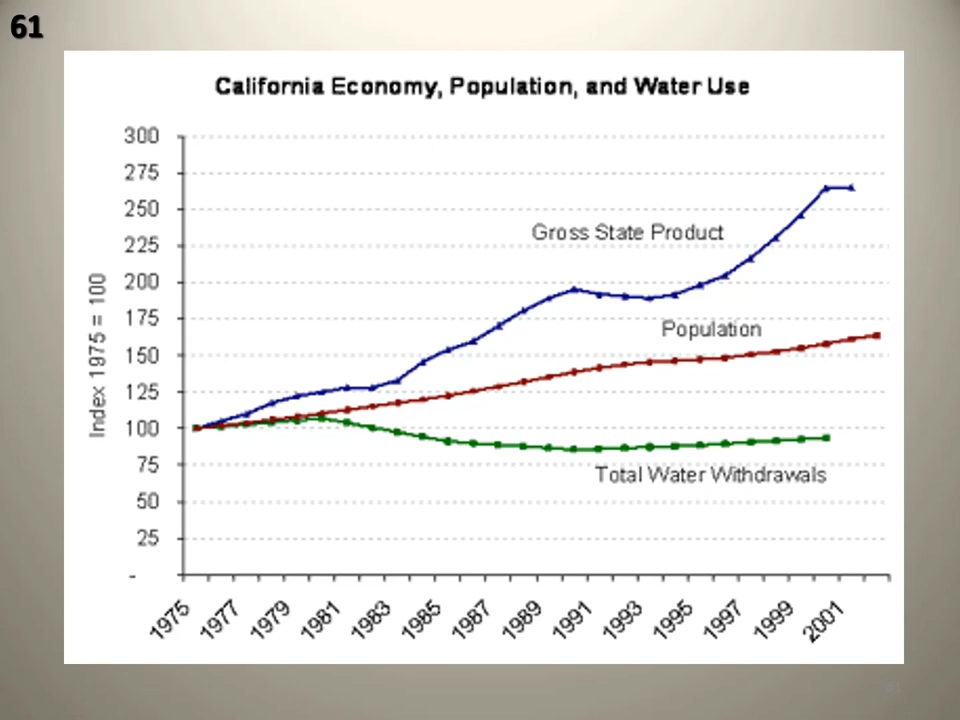 61
California Economy, Population, and Water Use
300
275
250
Gross State Product
225
200
175
Population
150
125
100
75
Total Water Withdrawals
50
25
-
Index 1975 = 100
1975 1977 1979 1981 1983 1985 1987 1989 1991 1993 1995 1997 1999 2001
61